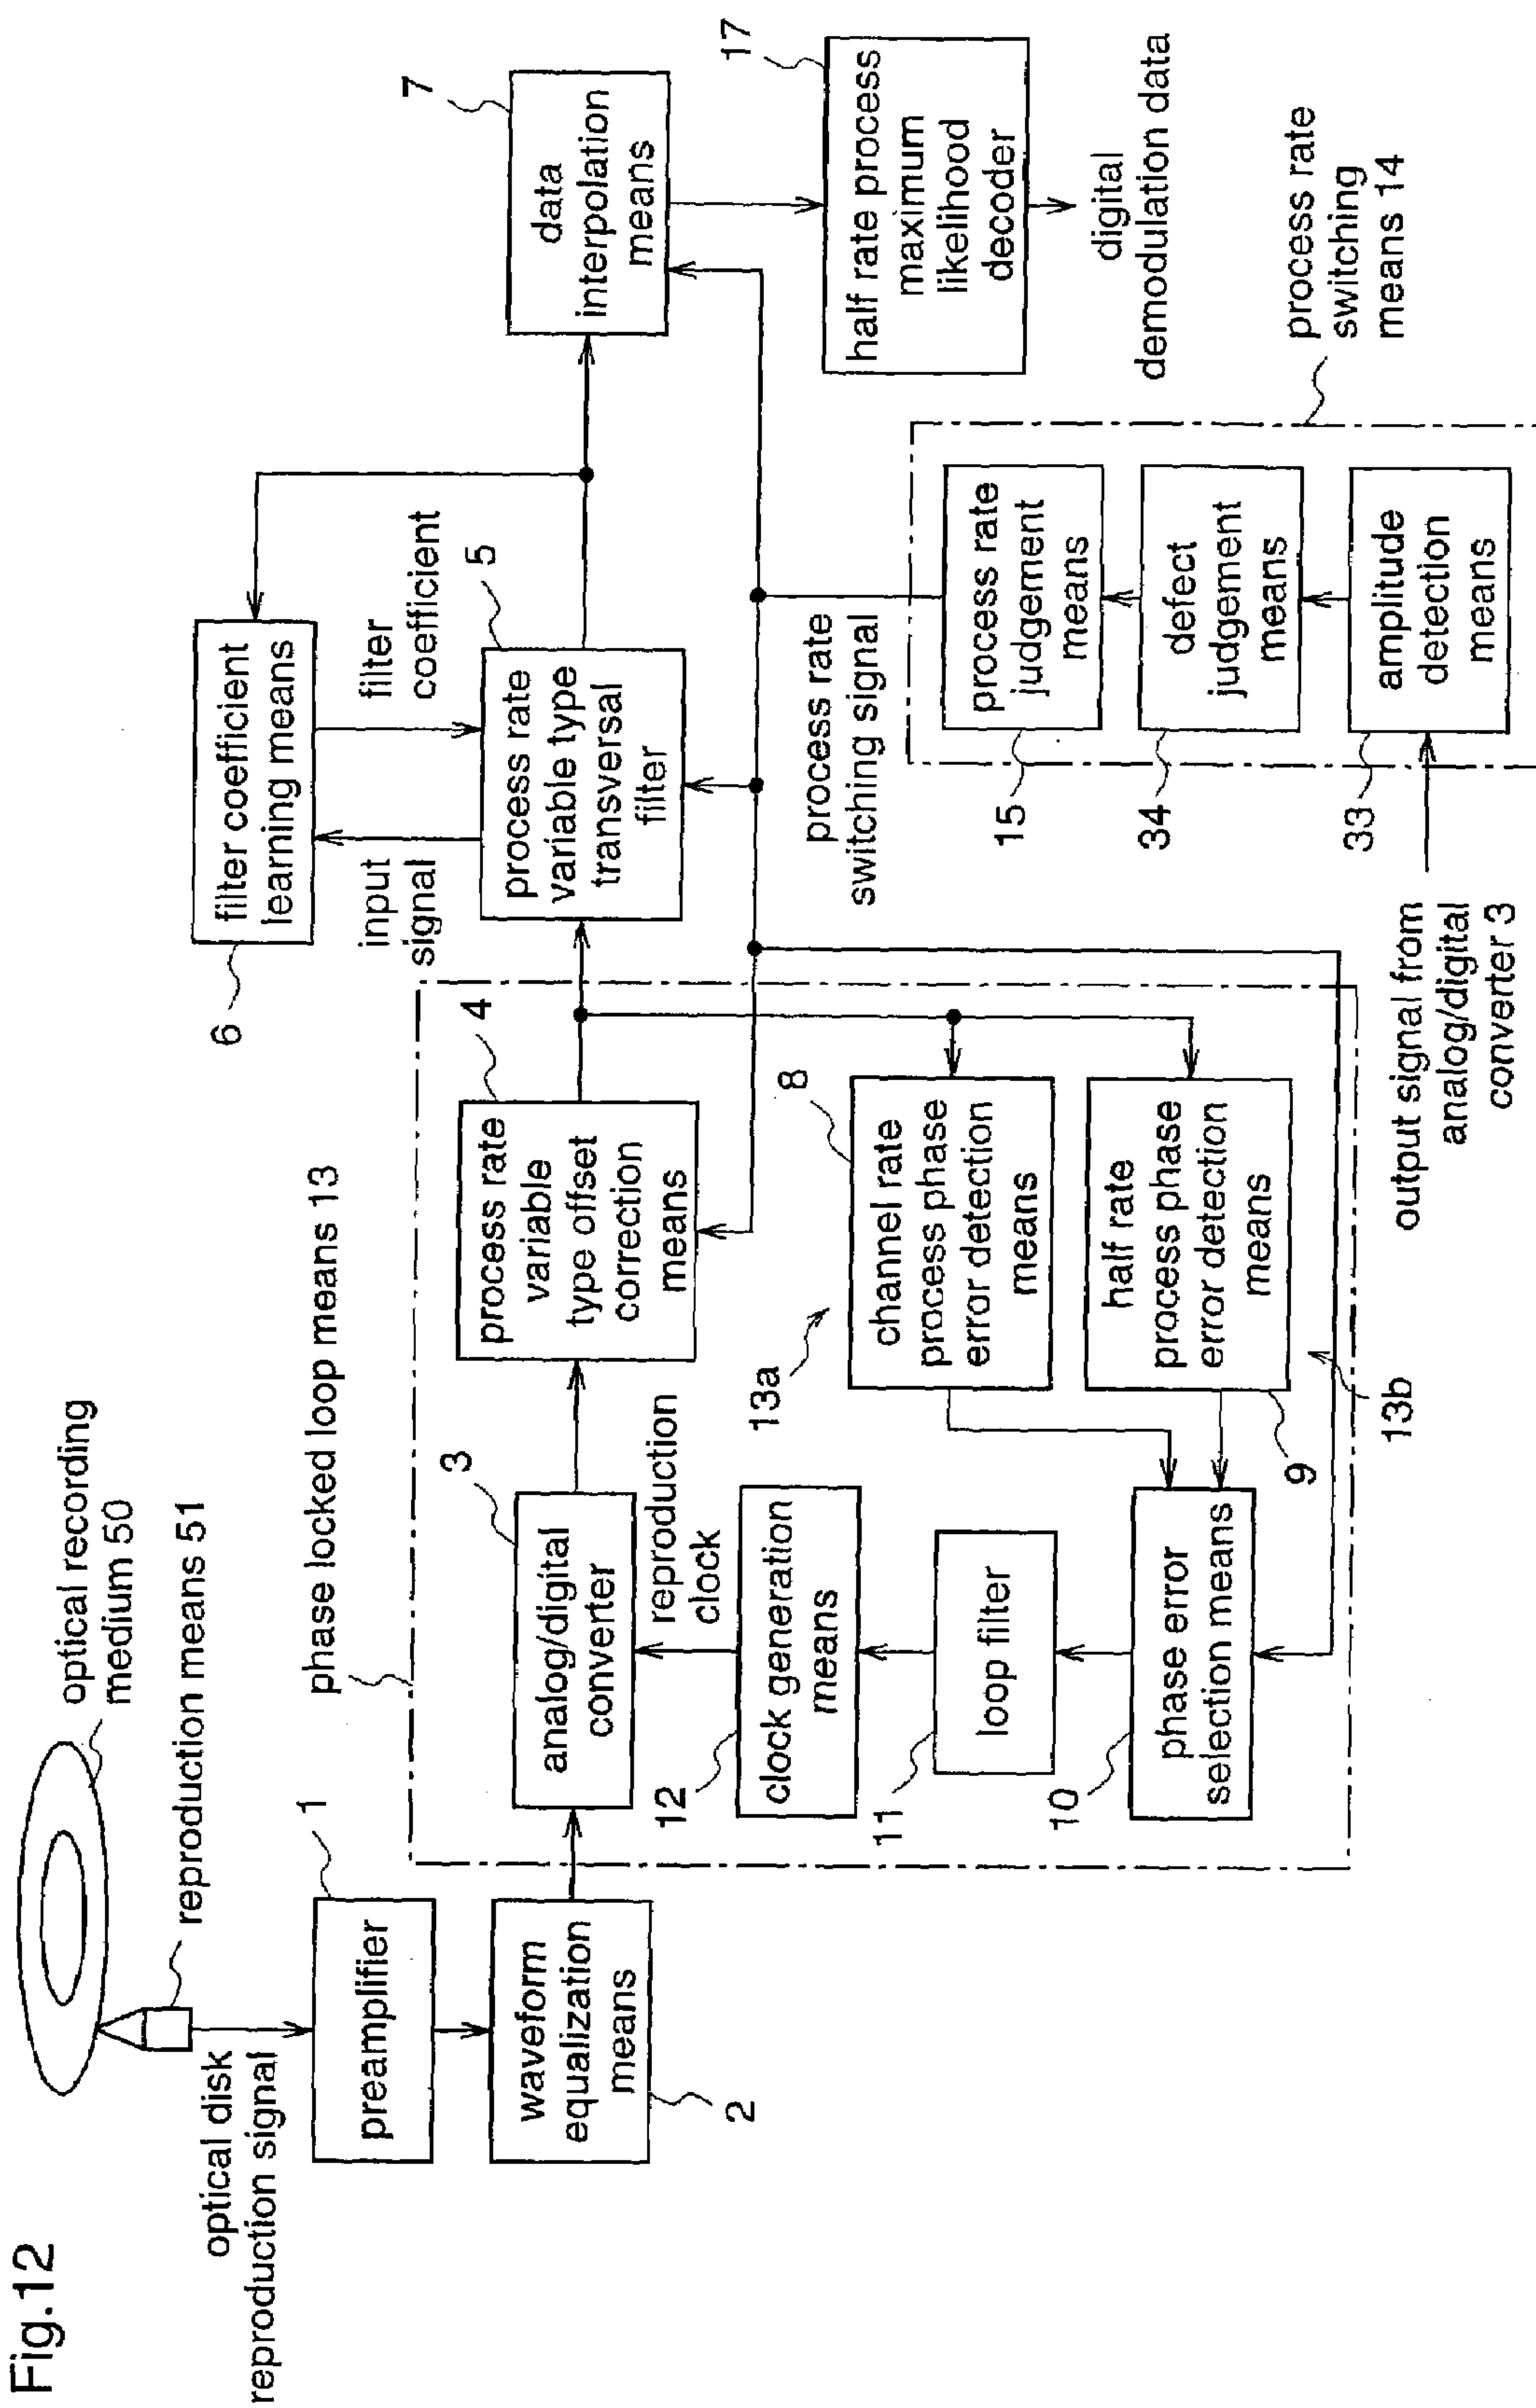 Fig.12
optical recording
medium 50
reproduction means 51
optical disk
reproduction signal
1
preamplifier
waveform
equalization
means
2
phase locked loop means 13
3
analog/digital
converter
reproduction
clock
12
clock generation
means
11
loop filter
10
phase error
selection means
4
process rate
variable
type offset
correction
means
13a
8
channel rate
process phase
error detection
means
half rate
process phase
error detection
means
9
13b
6
filter coefficient
learning means
input
signal
filter
coefficient
5
process rate
variable type
transversal
filter
7
data
interpolation
means
17
half rate process
maximum
likelihood
decoder
digital
demodulation data
process rate
switching signal
process rate
switching
means 14
15
process rate
judgement
means
34
defect
judgement
means
33
amplitude
detection
means
output signal from
analog/digital
converter 3